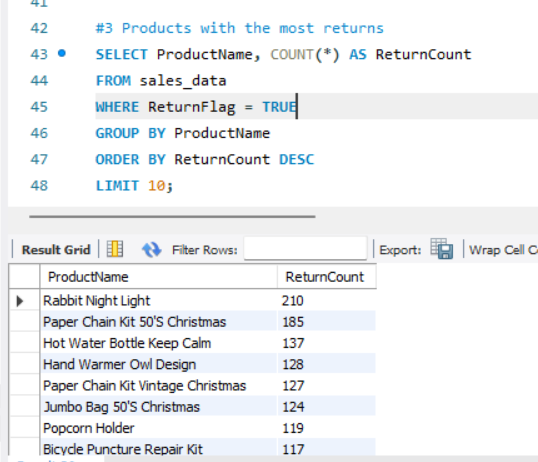 41
42 #3 Products with the most returns
43 SELECT ProductName, COUNT(*) AS ReturnCount
44 FROM sales_data
45 WHERE ReturnFlag = TRUE
46 GROUP BY ProductName
47 ORDER BY ReturnCount DESC
48 LIMIT 10;
Result Grid Filter Rows: Export: Wrap Cell C
ProductName ReturnCount
Rabbit Night Light 210
Paper Chain Kit 50'S Christmas 185
Hot Water Bottle Keep Calm 137
Hand Warmer Owl Design 128
Paper Chain Kit Vintage Christmas 127
Jumbo Bag 50'S Christmas 124
Popcorn Holder 119
Bicycle Puncture Repair Kit 117